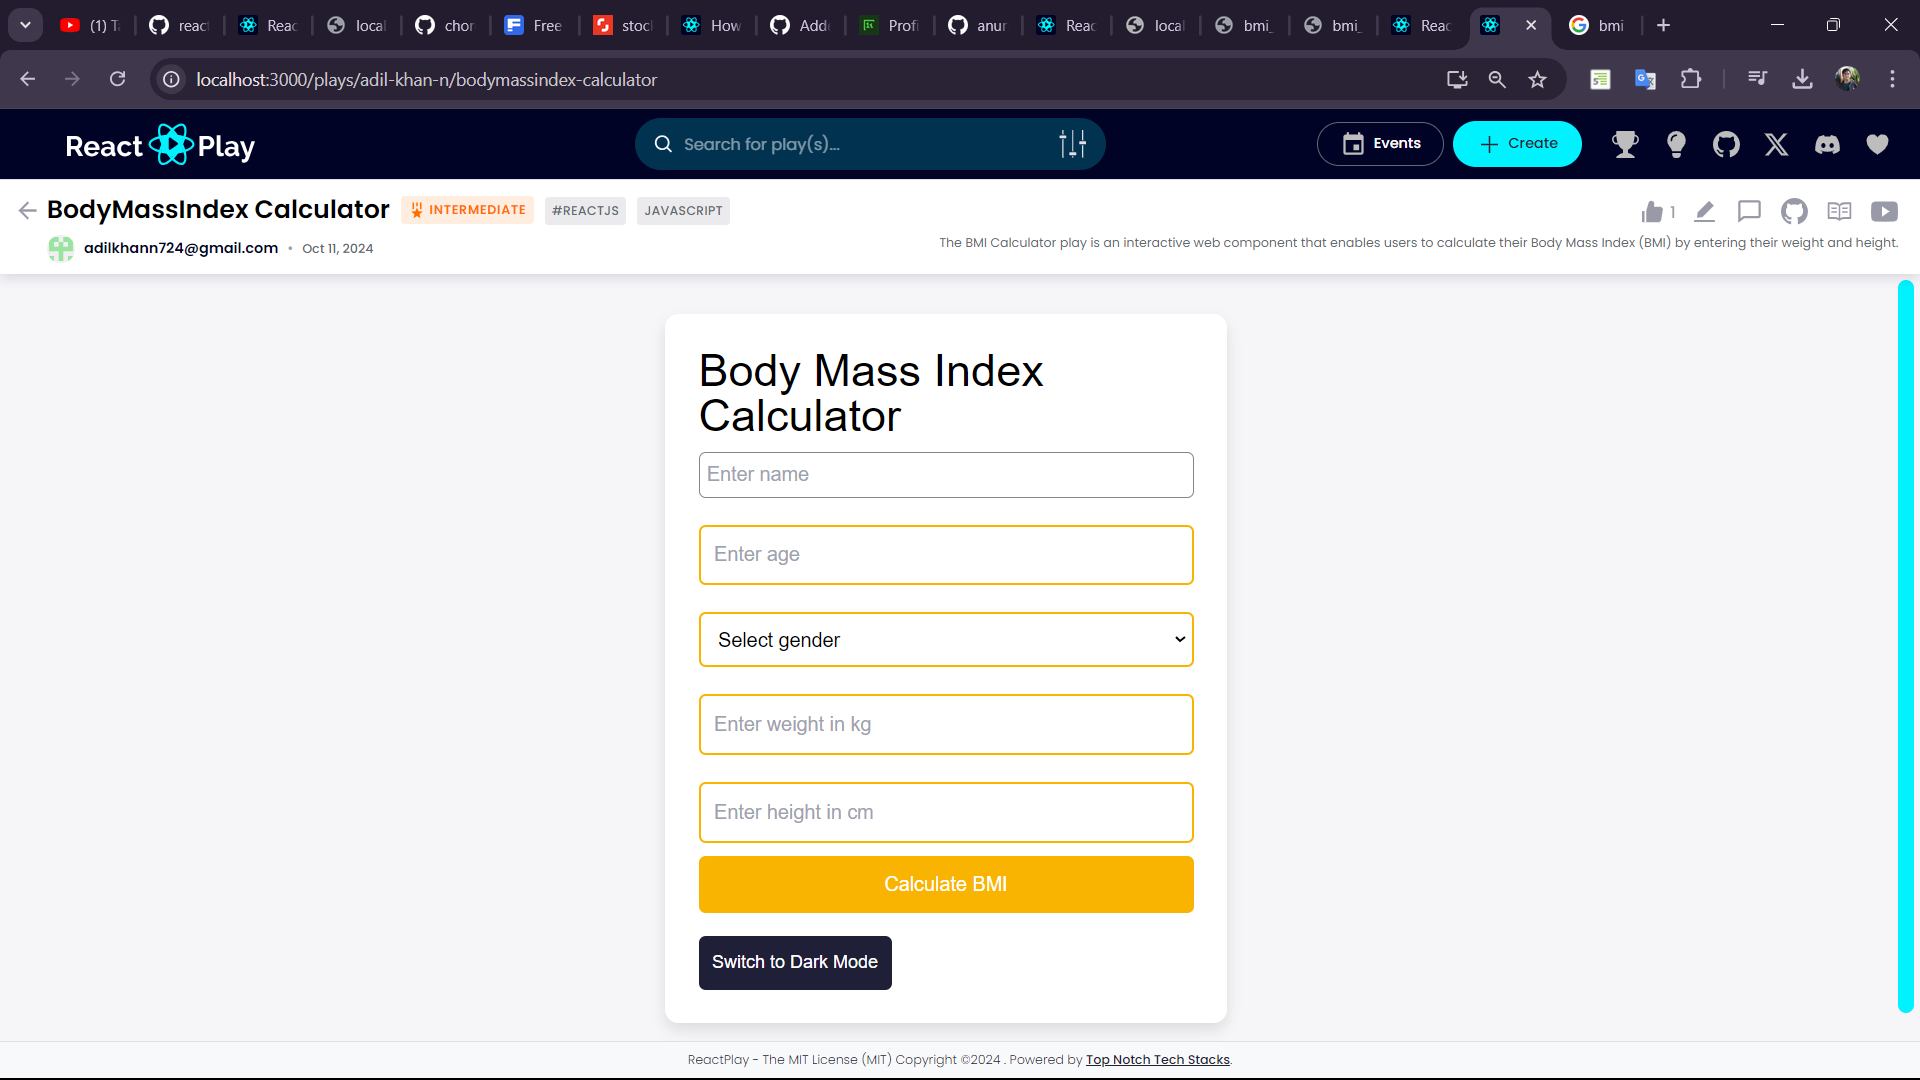 (1) T
react
Reac
local
chor
Free
stoc
How
Adde
Profi
anur
Reac
local
bmi_
bmi_
Reac
bmi
localhost:3000/plays/adil-khan-n/bodymassindex-calculator
React Play
Search for play(s)...
Events
Create
BodyMassIndex Calculator
INTERMEDIATE
#REACTJS
JAVASCRIPT
1
adilkhann724@gmail.com • Oct 11, 2024
The BMI Calculator play is an interactive web component that enables users to calculate their Body Mass Index (BMI) by entering their weight and height.
Body Mass Index
Calculator
Enter name
Enter age
Select gender
Enter weight in kg
Enter height in cm
Calculate BMI
Switch to Dark Mode
ReactPlay - The MIT License (MIT) Copyright ©2024 . Powered by Top Notch Tech Stacks.